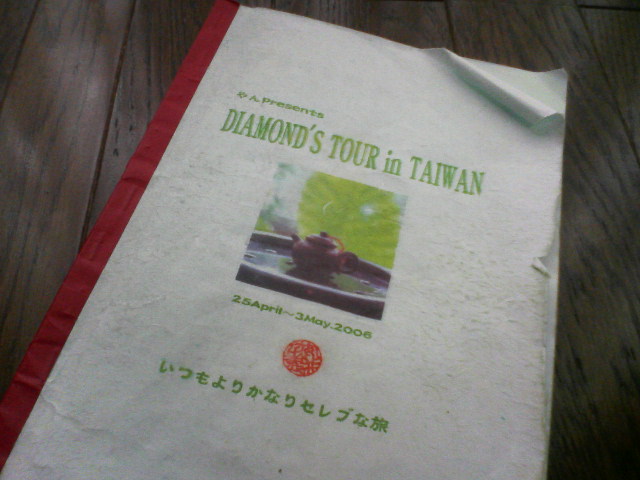 やんPresents
DIAMOND'S TOUR in TAIWAN
25April〜3May.2006
いつもよりかなりセレブな旅